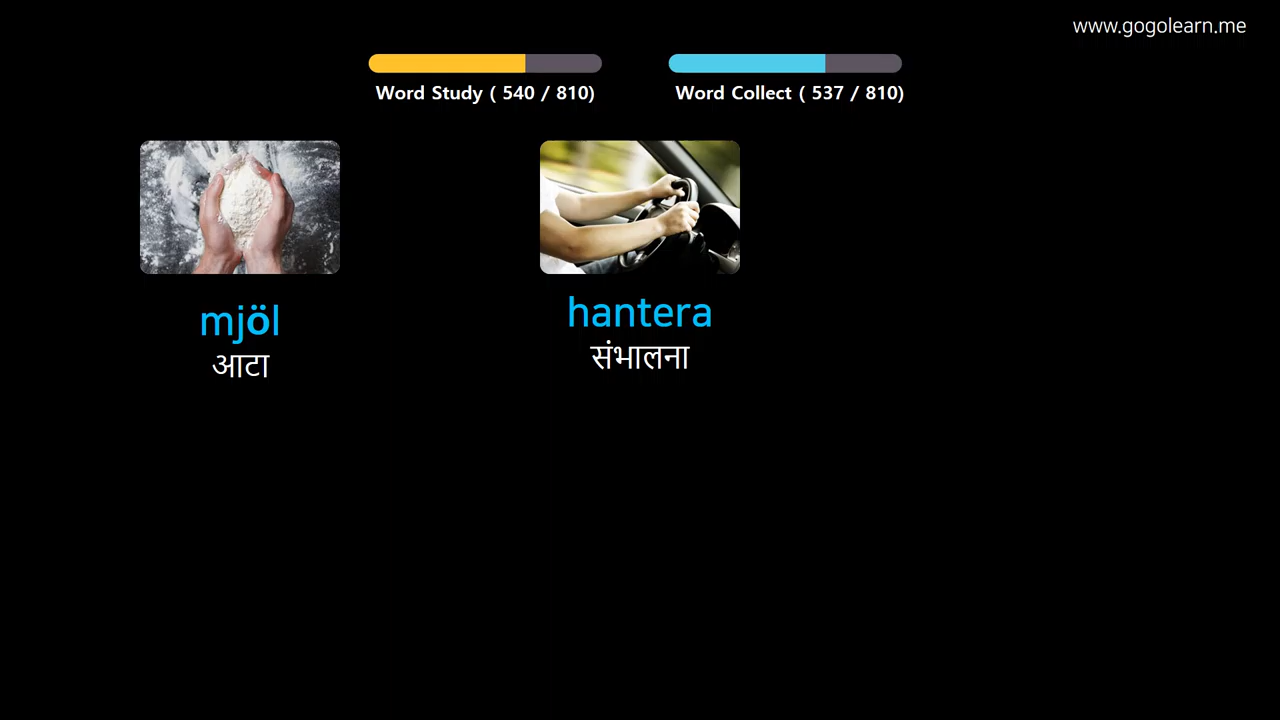 www.gogolearn.me
Word Study ( 540 / 810)
Word Collect ( 537 / 810)
mjöl
आटा
hantera
संभालना